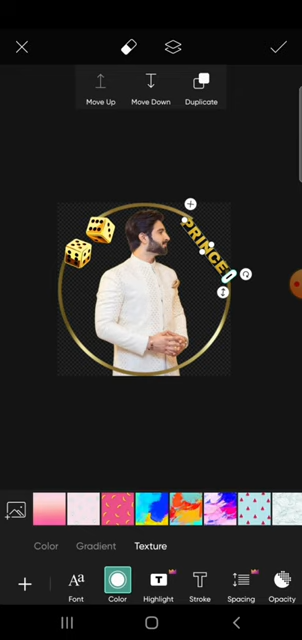 Move Up Move Down Duplicate
PRINCE
Color Gradient Texture
Font Color Highlight Stroke Spacing Opacity